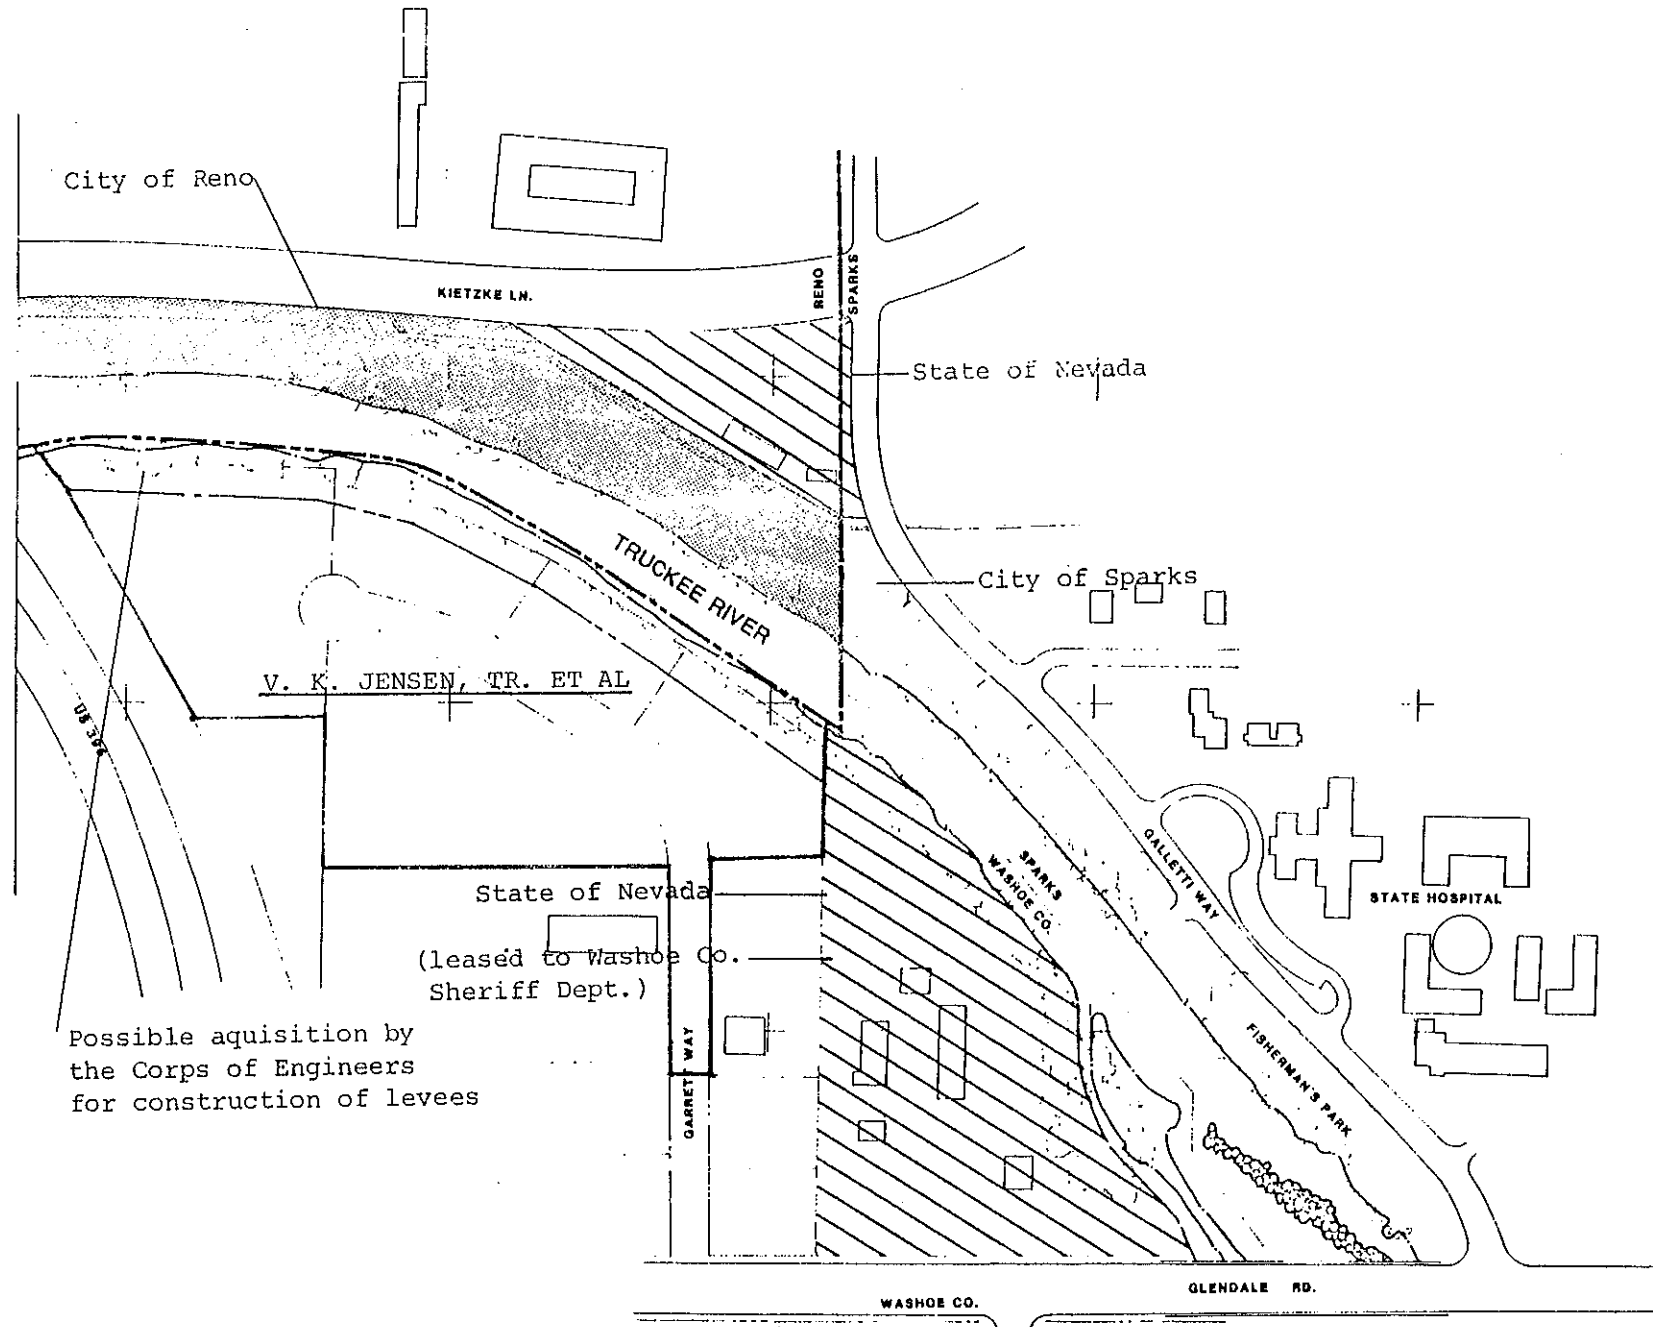 City of Reno
KIETZKE LN.
RENO
SPARKS
State of Nevada
City of Sparks
TRUCKEE RIVER
V. K. JENSEN, TR. ET AL
US 395
GALLETTI WAY
SPARKS
WASHOE CO.
STATE HOSPITAL
State of Nevada
(leased to Washoe Co.
Sheriff Dept.)
Possible aquisition by
the Corps of Engineers
for construction of levees
GARRETT WAY
FISHERMAN'S PARK
GLENDALE RD.
WASHOE CO.